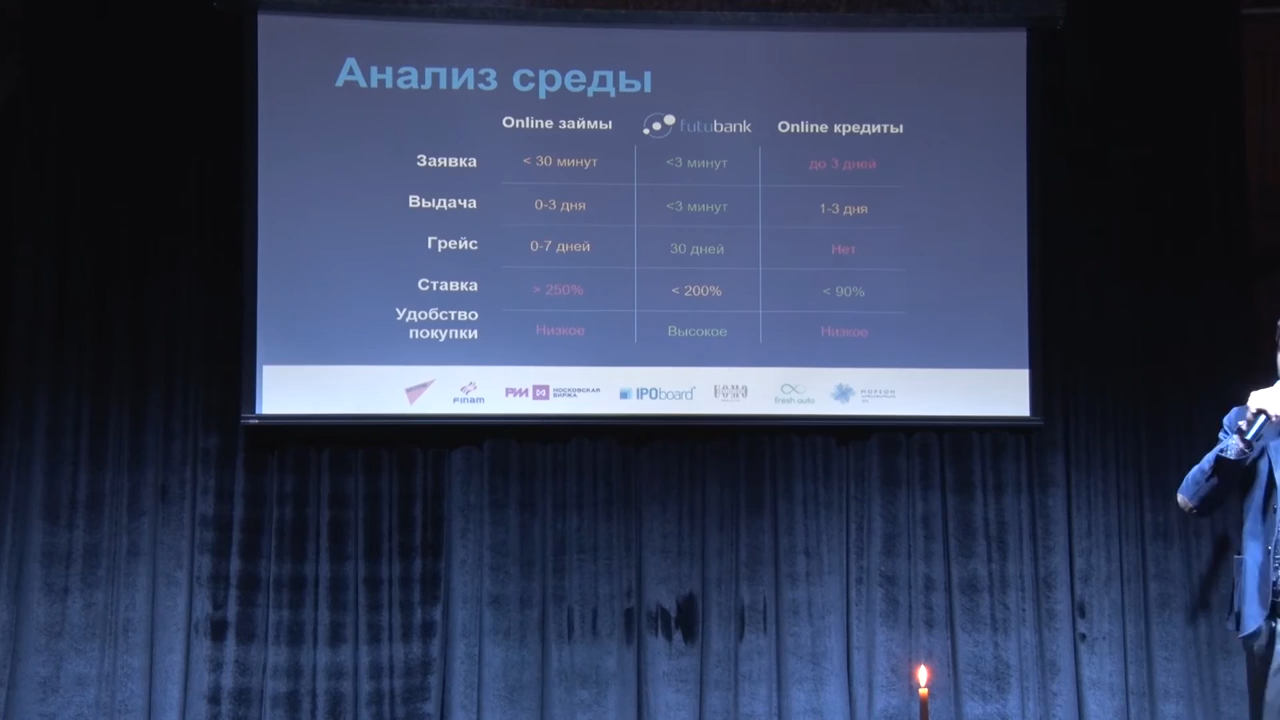 Анализ среды
Online займы futubank Online кредиты
Заявка < 30 минут <3 минут до 3 дней
Выдача 0-3 дня <3 минут 1-3 дня
Грейс 0-7 дней 30 дней Нет
Ставка > 250% < 200% < 90%
Удобство
покупки Низкое Высокое Низкое
FINAM РИИ МОСКОВСКАЯ
БИРЖА IPOboard fresh auto